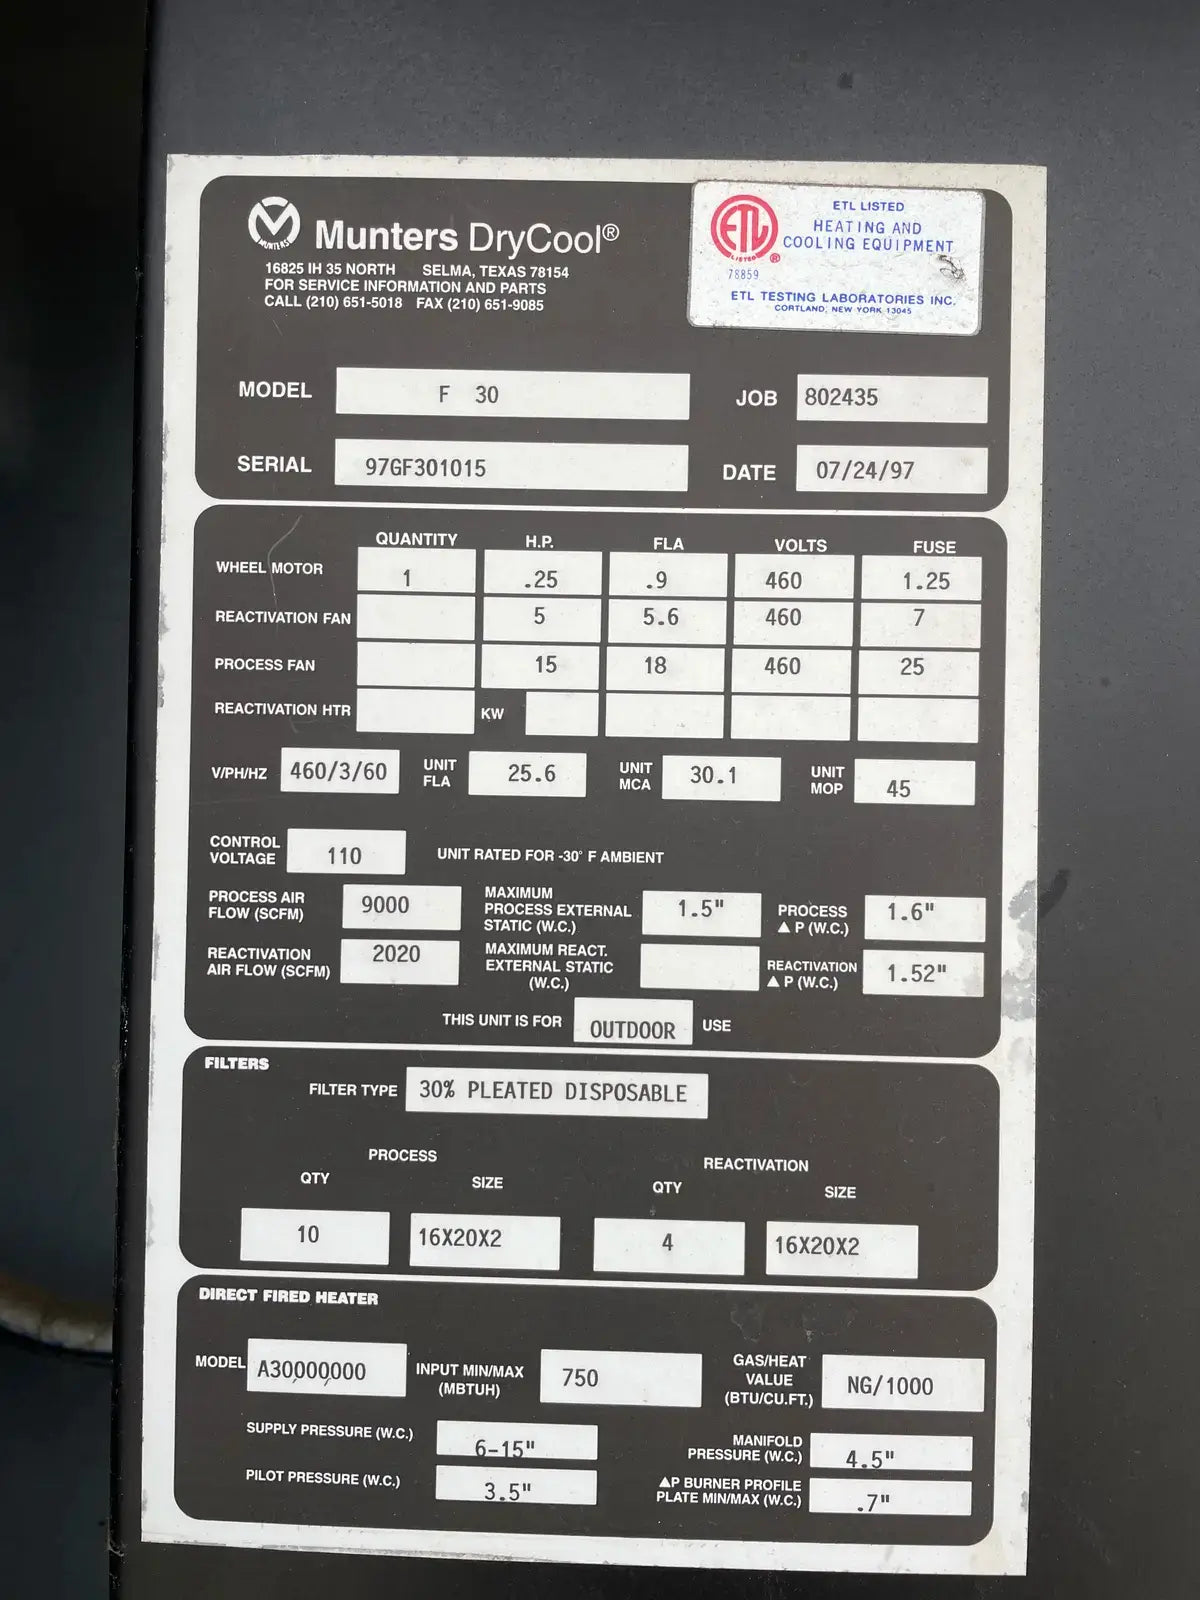 MUNTERS
Munters DryCool®
16825 IH 35 NORTH SELMA, TEXAS 78154
FOR SERVICE INFORMATION AND PARTS
CALL (210) 651-5018 FAX (210) 651-9085
ETL LISTED ®
ETL LISTED
HEATING AND
COOLING EQUIPMENT
78859
ETL TESTING LABORATORIES INC.
CORTLAND, NEW YORK 13045
MODEL F 30 JOB 802435
SERIAL 97GF301015 DATE 07/24/97
QUANTITY H.P. FLA VOLTS FUSE
WHEEL MOTOR 1 .25 .9 460 1.25
REACTIVATION FAN 5 5.6 460 7
PROCESS FAN 15 18 460 25
REACTIVATION HTR KW
V/PH/HZ 460/3/60 UNIT FLA 25.6 UNIT MCA 30.1 UNIT MOP 45
CONTROL VOLTAGE 110 UNIT RATED FOR -30° F AMBIENT
PROCESS AIR FLOW (SCFM) 9000 MAXIMUM PROCESS EXTERNAL STATIC (W.C.) 1.5" PROCESS ▲ P (W.C.) 1.6"
REACTIVATION AIR FLOW (SCFM) 2020 MAXIMUM REACT. EXTERNAL STATIC (W.C.) REACTIVATION ▲ P (W.C.) 1.52"
THIS UNIT IS FOR OUTDOOR USE
FILTERS
FILTER TYPE 30% PLEATED DISPOSABLE
PROCESS REACTIVATION
QTY SIZE QTY SIZE
10 16X20X2 4 16X20X2
DIRECT FIRED HEATER
MODEL A30000000 INPUT MIN/MAX (MBTUH) 750 GAS/HEAT VALUE (BTU/CU.FT.) NG/1000
SUPPLY PRESSURE (W.C.) 6-15" MANIFOLD PRESSURE (W.C.) 4.5"
PILOT PRESSURE (W.C.) 3.5" ▲P BURNER PROFILE PLATE MIN/MAX (W.C.) .7"